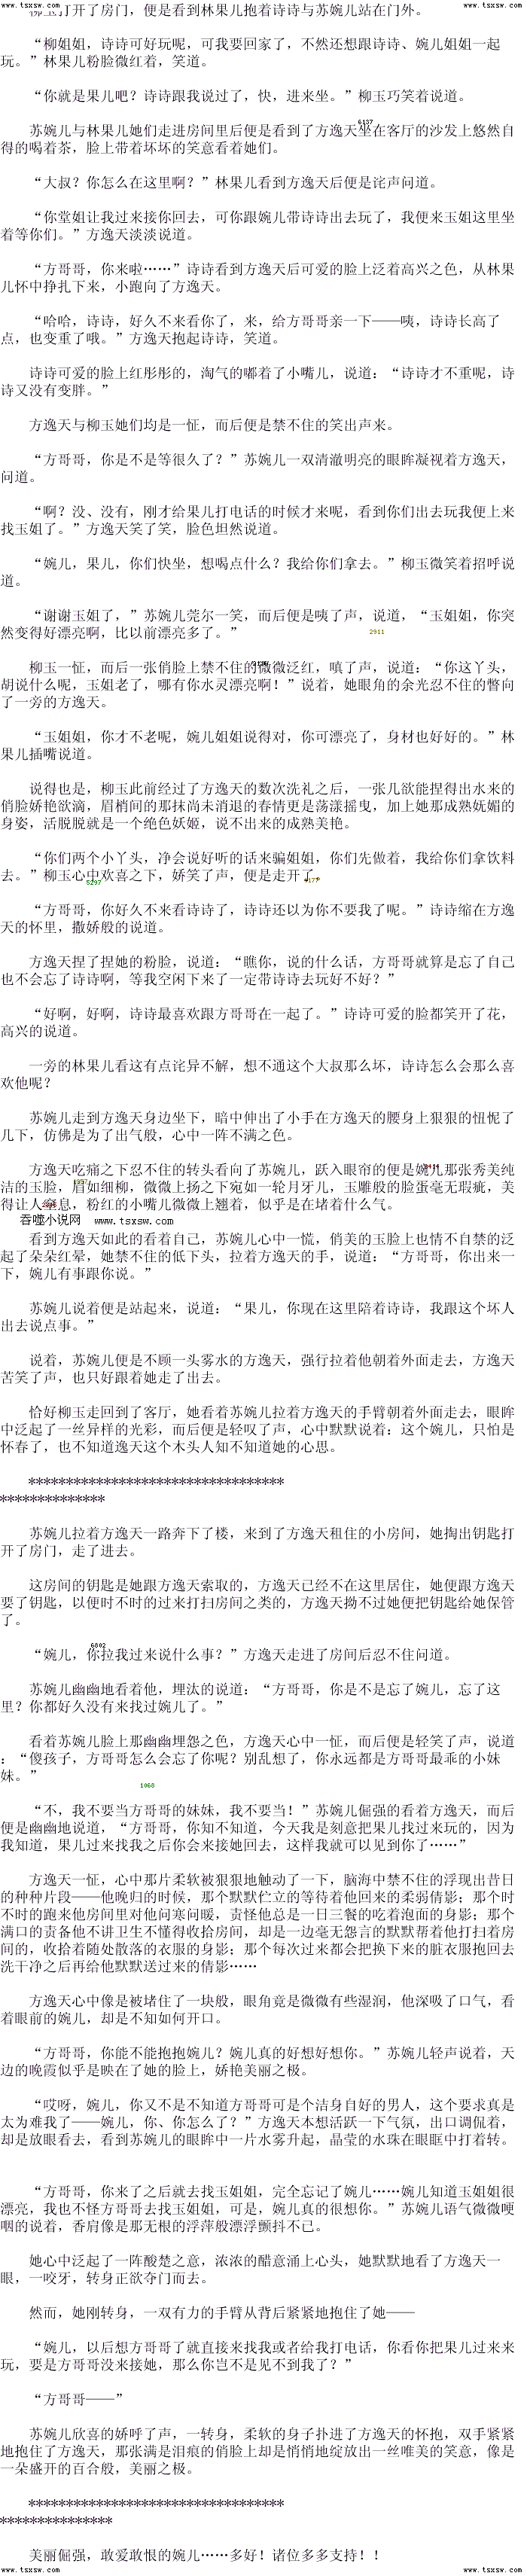 www.tsxsw.com www.tsxsw.com
打开了房门，便是看到林果儿抱着诗诗与苏婉儿站在门外。
“柳姐姐，诗诗可好玩呢，可我要回家了，不然还想跟诗诗、婉儿姐姐一起
玩。”林果儿粉脸微红着，笑道。
“你就是果儿吧？诗诗跟我说过了，快，进来坐。”柳玉巧笑着说道。
6137
苏婉儿与林果儿她们走进房间里后便是看到了方逸天坐在客厅的沙发上悠然自
得的喝着茶，脸上带着坏坏的笑意看着她们。
“大叔？你怎么在这里啊？”林果儿看到方逸天后便是诧声问道。
“你堂姐让我过来接你回去，可你跟婉儿带诗诗出去玩了，我便来玉姐这里坐
着等你们。”方逸天淡淡说道。
“方哥哥，你来啦……”诗诗看到方逸天后可爱的脸上泛着高兴之色，从林果
儿怀中挣扎下来，小跑向了方逸天。
“哈哈，诗诗，好久不来看你了，来，给方哥哥亲一下——咦，诗诗长高了
点，也变重了哦。”方逸天抱起诗诗，笑道。
诗诗可爱的脸上红彤彤的，淘气的嘟着了小嘴儿，说道：“诗诗才不重呢，诗
诗又没有变胖。”
方逸天与柳玉她们均是一怔，而后便是禁不住的笑出声来。
“方哥哥，你是不是等很久了？”苏婉儿一双清澈明亮的眼眸凝视着方逸天，
问道。
“啊？没、没有，刚才给果儿打电话的时候才来呢，看到你们出去玩我便上来
找玉姐了。”方逸天笑了笑，脸色坦然说道。
“婉儿，果儿，你们快坐，想喝点什么？我给你们拿去。”柳玉微笑着招呼说
道。
“谢谢玉姐了，”苏婉儿莞尔一笑，而后便是咦了声，说道，“玉姐姐，你突
然变得好漂亮啊，比以前漂亮多了。”
2911
柳玉一怔，而后一张俏脸上禁不住的微微泛红，嗔了声，说道：“你这丫头，
胡说什么呢，玉姐老了，哪有你水灵漂亮啊！”说着，她眼角的余光忍不住的瞥向
了一旁的方逸天。
“玉姐姐，你才不老呢，婉儿姐姐说得对，你可漂亮了，身材也好好的。”林
果儿插嘴说道。
说得也是，柳玉此前经过了方逸天的数次洗礼之后，一张几欲能捏得出水来的
俏脸娇艳欲滴，眉梢间的那抹尚未消退的春情更是荡漾摇曳，加上她那成熟妩媚的
身姿，活脱脱就是一个绝色妖姬，说不出来的成熟美艳。
“你们两个小丫头，净会说好听的话来骗姐姐，你们先做着，我给你们拿饮料
去。”柳玉心中欢喜之下，娇笑了声，便是走开了。
5297
“方哥哥，你好久不来看诗诗了，诗诗还以为你不要我了呢。”诗诗缩在方逸
天的怀里，撒娇般的说道。
方逸天捏了捏她的粉脸，说道：“瞧你，说的什么话，方哥哥就算是忘了自己
也不会忘了诗诗啊，等我空闲下来了一定带诗诗去玩好不好？”
“好啊，好啊，诗诗最喜欢跟方哥哥在一起了。”诗诗可爱的脸都笑开了花，
高兴的说道。
一旁的林果儿看这有点诧异不解，想不通这个大叔那么坏，诗诗怎么会那么喜
欢他呢？
苏婉儿走到方逸天身边坐下，暗中伸出了小手在方逸天的腰身上狠狠的忸怩了
几下，仿佛是为了出气般，心中一阵不满之色。
方逸天吃痛之下忍不住的转头看向了苏婉儿，跃入眼帘的便是婉儿那张秀美纯
洁的玉脸，眉如细柳，微微上扬之下宛如一轮月牙儿，玉雕般的脸蛋毫无瑕疵，美
得让人窒息，粉红的小嘴儿微微上翘着，似乎是在堵着什么气。
吞噬小说网 www.tsxsw.com
看到方逸天如此的看着自己，苏婉儿心中一慌，俏美的玉脸上也情不自禁的泛
起了朵朵红晕，她禁不住的低下头，拉着方逸天的手，说道：“方哥哥，你出来一
下，婉儿有事跟你说。”
苏婉儿说着便是站起来，说道：“果儿，你现在这里陪着诗诗，我跟这个坏人
出去说点事。”
说着，苏婉儿便是不顾一头雾水的方逸天，强行拉着他朝着外面走去，方逸天
苦笑了声，也只好跟着她走了出去。
恰好柳玉走回到了客厅，她看着苏婉儿拉着方逸天的手臂朝着外面走去，眼眸
中泛起了一丝异样的光彩，而后便是轻叹了声，心中默默说着：这个婉儿，只怕是
怀春了，也不知道逸天这个木头人知不知道她的心思。
**********************************
**************
苏婉儿拉着方逸天一路奔下了楼，来到了方逸天租住的小房间，她掏出钥匙打
开了房门，走了进去。
这房间的钥匙是她跟方逸天索取的，方逸天已经不在这里居住，她便跟方逸天
要了钥匙，以便时不时的过来打扫房间之类的，方逸天拗不过她便把钥匙给她保管
了。
6802
“婉儿，你拉我过来说什么事？”方逸天走进了房间后忍不住问道。
苏婉儿幽幽地看着他，埋汰的说道：“方哥哥，你是不是忘了婉儿，忘了这
里？你都好久没有来找过婉儿了。”
看着苏婉儿脸上那幽幽埋怨之色，方逸天心中一怔，而后便是轻笑了声，说道
：“傻孩子，方哥哥怎么会忘了你呢？别乱想了，你永远都是方哥哥最乖的小妹
妹。”
1068
“不，我不要当方哥哥的妹妹，我不要当！”苏婉儿倔强的看着方逸天，而后
便是幽幽地说道，“方哥哥，你知不知道，今天我是刻意把果儿找过来玩的，因为
我知道，果儿过来找我之后你会来接她回去，这样我就可以见到你了……”
方逸天一怔，心中那片柔软被狠狠地触动了一下，脑海中禁不住的浮现出昔日
的种种片段——他晚归的时候，那个默默伫立的等待着他回来的柔弱倩影；那个时
不时的跑来他房间里对他问寒问暖，责怪他总是一日三餐的吃着泡面的身影；那个
满口的责备他不讲卫生不懂得收拾房间，却是一边毫无怨言的默默帮着他打扫着房
间的，收拾着随处散落的衣服的身影；那个每次过来都会把换下来的脏衣服抱回去
洗干净之后再给他默默送过来的倩影……
方逸天心中像是被堵住了一块般，眼角竟是微微有些湿润，他深吸了口气，看
着眼前的婉儿，却是不知如何开口。
“方哥哥，你能不能抱抱婉儿？婉儿真的好想好想你。”苏婉儿轻声说着，天
边的晚霞似乎是映在了她的脸上，娇艳美丽之极。
“哎呀，婉儿，你又不是不知道方哥哥可是个洁身自好的男人，这个要求真是
太为难我了——婉儿，你、你怎么了？”方逸天本想活跃一下气氛，出口调侃着，
却是放眼看去，看到苏婉儿的眼眸中一片水雾升起，晶莹的水珠在眼眶中打着转。
“方哥哥，你来了之后就去找玉姐姐，完全忘记了婉儿……婉儿知道玉姐姐很
漂亮，我也不怪方哥哥去找玉姐姐，可是，婉儿真的很想你。”苏婉儿语气微微哽
咽的说着，香肩像是那无根的浮萍般漂浮颤抖不已。
她心中泛起了一阵酸楚之意，浓浓的醋意涌上心头，她默默地看了方逸天一
眼，一咬牙，转身正欲夺门而去。
然而，她刚转身，一双有力的手臂从背后紧紧地抱住了她——
“婉儿，以后想方哥哥了就直接来找我或者给我打电话，你看你把果儿过来来
玩，要是方哥哥没来接她，那么你岂不是见不到我了？”
“方哥哥——”
苏婉儿欣喜的娇呼了声，一转身，柔软的身子扑进了方逸天的怀抱，双手紧紧
地抱住了方逸天，那张满是泪痕的俏脸上却是悄悄地绽放出一丝唯美的笑意，像是
一朵盛开的百合般，美丽之极。
**********************************
***************
美丽倔强，敢爱敢恨的婉儿……多好！诸位多多支持！！
www.tsxsw.com www.tsxsw.com